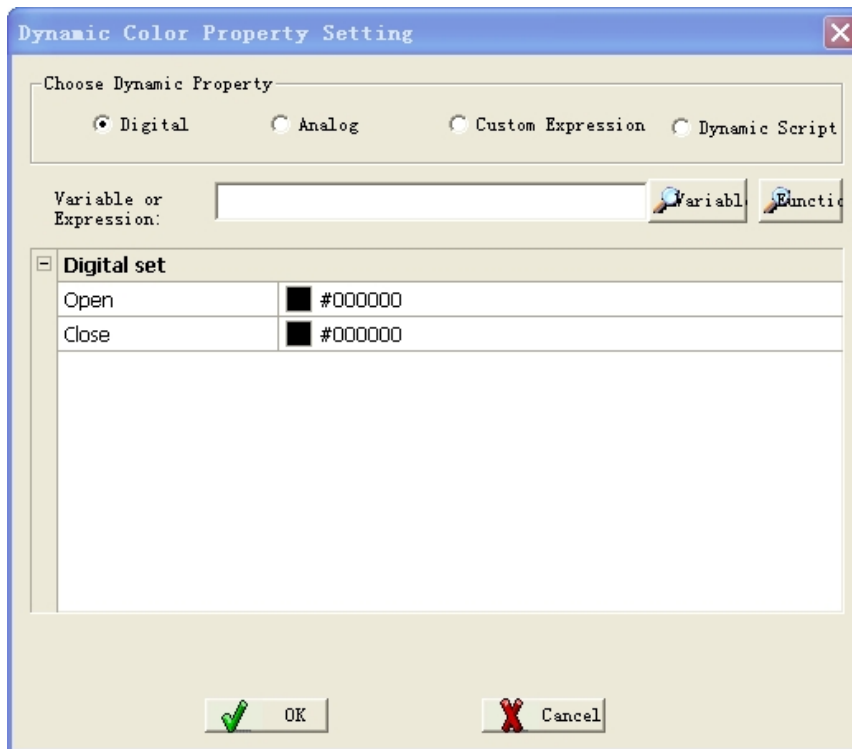 Dynamic Color Property Setting
Choose Dynamic Property
Digital Analog Custom Expression Dynamic Script
Variable or
Expression:
Variabl Functi
Digital set
Open #000000
Close #000000
OK Cancel